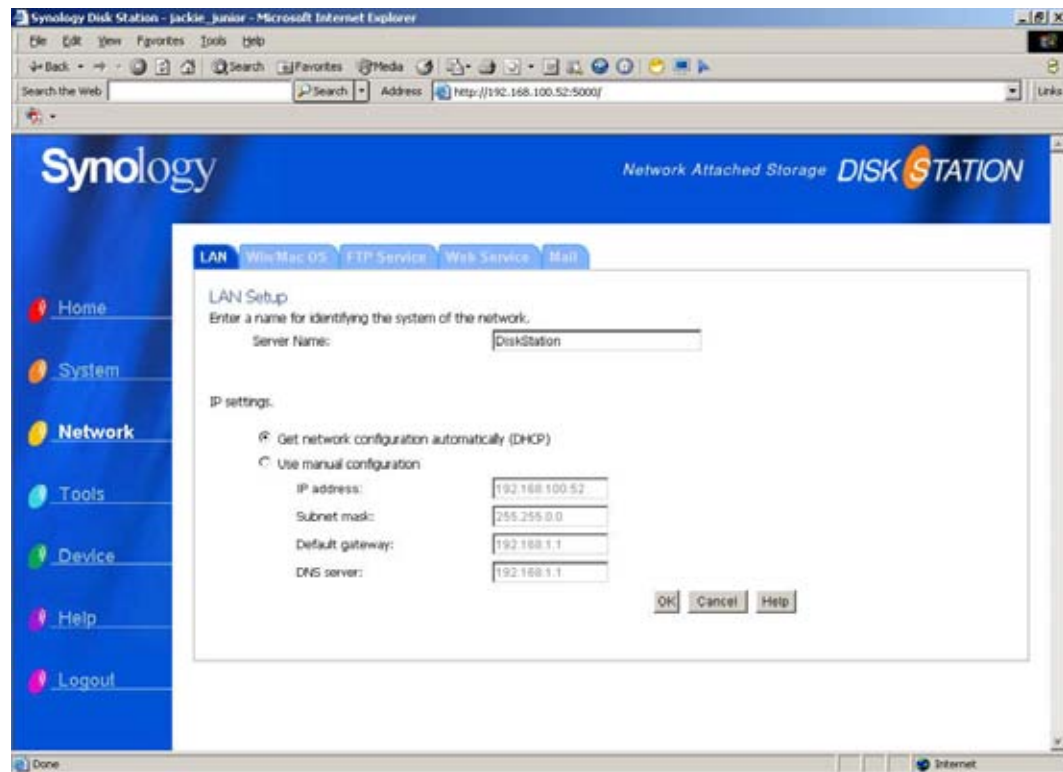 Synology Disk Station - jackie_junior - Microsoft Internet Explorer
File Edit View Favorites Tools Help
Back Search Favorites Media
Search the Web Search Address http://192.168.100.52:5000/ Links
Synology
Network Attached Storage DISK STATION
LAN Win/Mac OS FTP Service Web Service Mail
Home
System
Network
Tools
Device
Help
Logout
LAN Setup
Enter a name for identifying the system of the network.
Server Name: DiskStation
IP settings.
Get network configuration automatically (DHCP)
Use manual configuration
IP address: 192.168.100.52
Subnet mask: 255.255.0.0
Default gateway: 192.168.1.1
DNS server: 192.168.1.1
OK Cancel Help
Done Internet